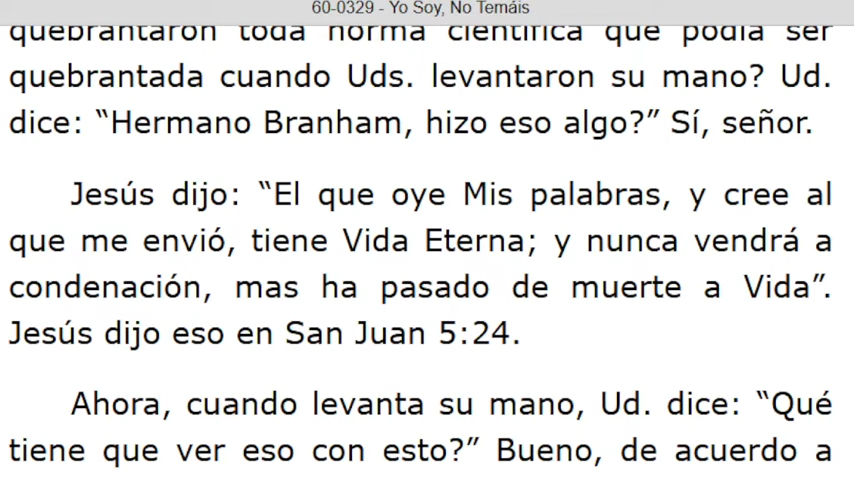 60-0329 - Yo Soy, No Temáis
quebrantaron toda norma científica que podía ser
quebrantada cuando Uds. levantaron su mano? Ud.
dice: “Hermano Branham, hizo eso algo?” Sí, señor.
Jesús dijo: “El que oye Mis palabras, y cree al
que me envió, tiene Vida Eterna; y nunca vendrá a
condenación, mas ha pasado de muerte a Vida”.
Jesús dijo eso en San Juan 5:24.
Ahora, cuando levanta su mano, Ud. dice: “Qué
tiene que ver eso con esto?” Bueno, de acuerdo a